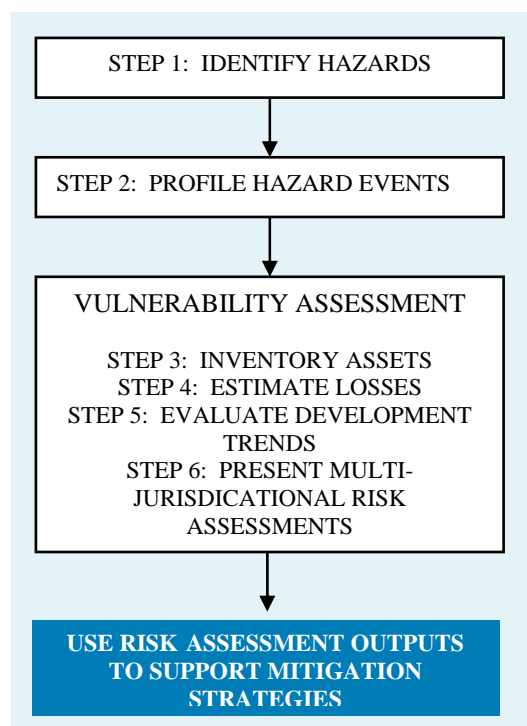 STEP 1: IDENTIFY HAZARDS
STEP 2: PROFILE HAZARD EVENTS
VULNERABILITY ASSESSMENT
STEP 3: INVENTORY ASSETS
STEP 4: ESTIMATE LOSSES
STEP 5: EVALUATE DEVELOPMENT
TRENDS
STEP 6: PRESENT MULTI-
JURISDICATIONAL RISK
ASSESSMENTS
USE RISK ASSESSMENT OUTPUTS
TO SUPPORT MITIGATION
STRATEGIES